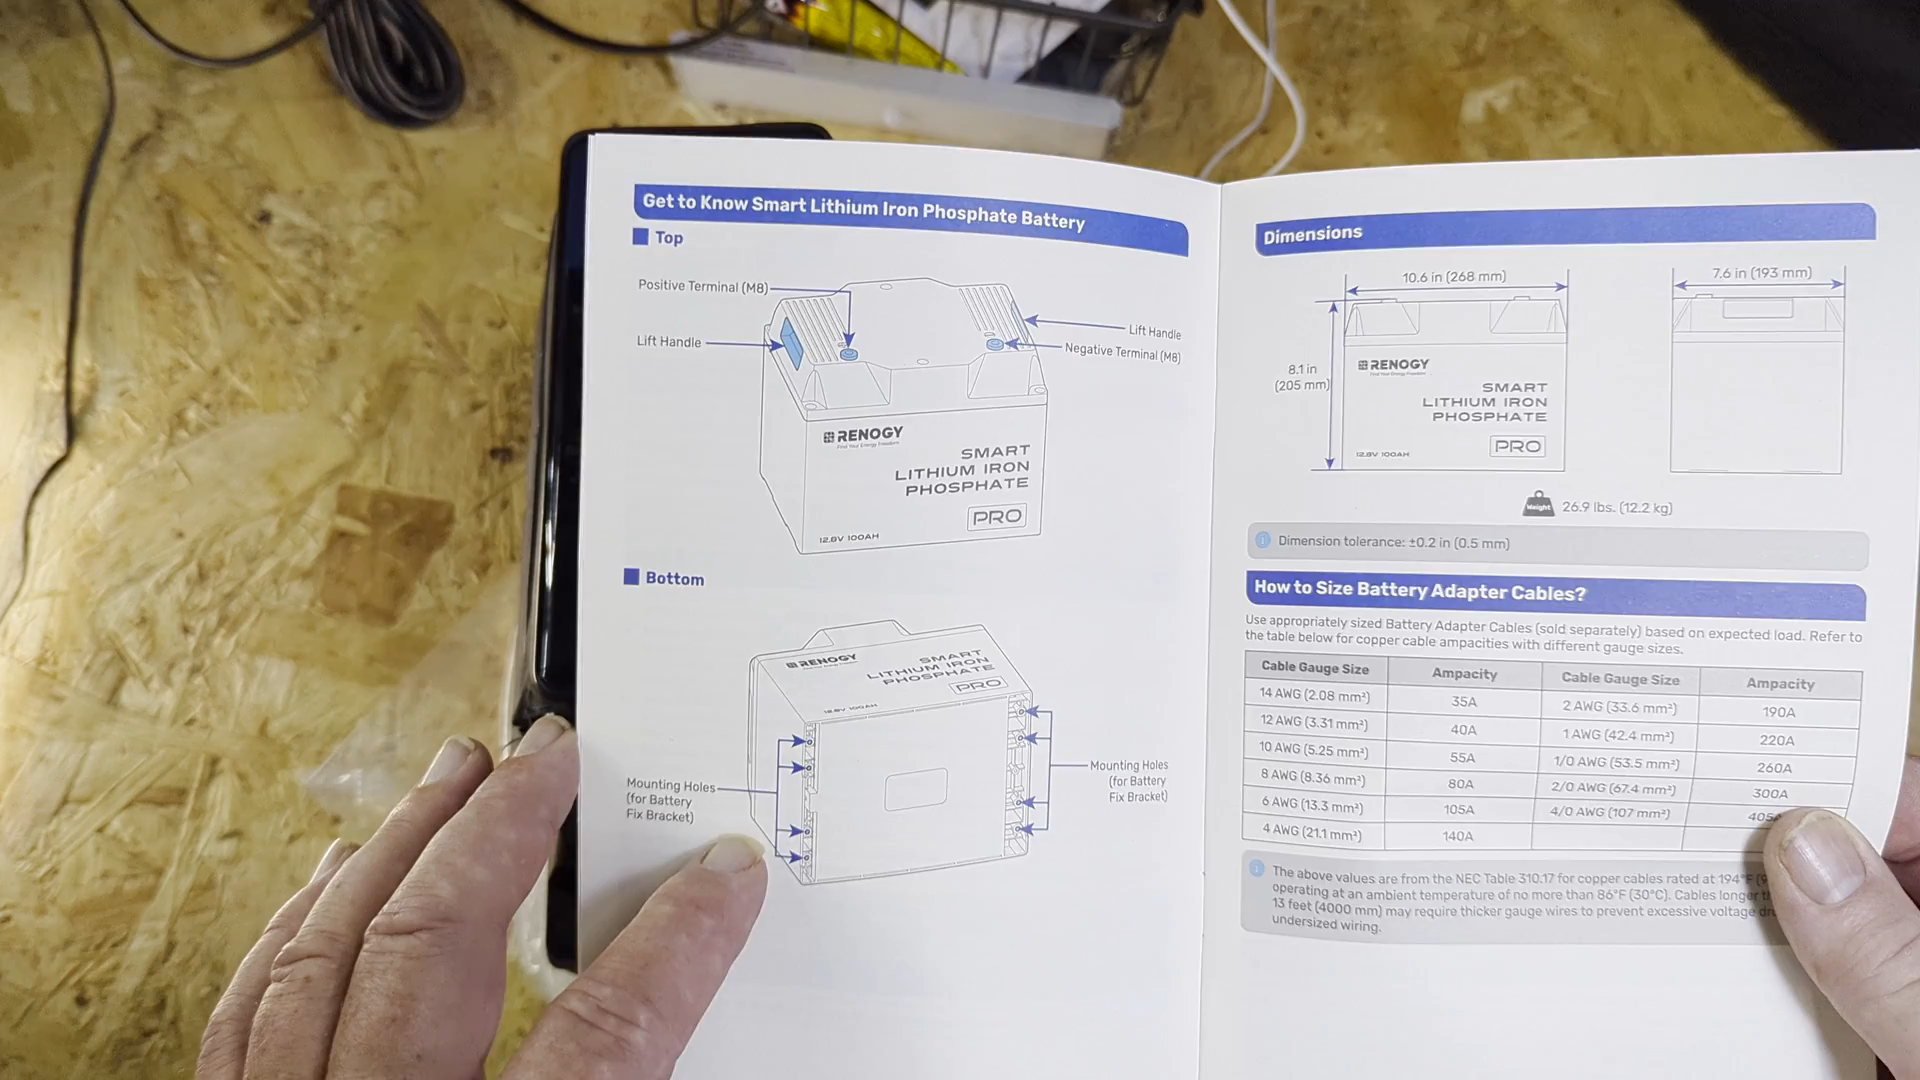 Get to Know Smart Lithium Iron Phosphate Battery
Top
Positive Terminal (M8)
Lift Handle
Lift Handle
Negative Terminal (M8)
RENOGY
SMART
LITHIUM IRON
PHOSPHATE
PRO
12.8V 100AH
Bottom
RENOGY
SMART
LITHIUM IRON
PHOSPHATE
PRO
12.8V 100AH
Mounting Holes
(for Battery
Fix Bracket)
Mounting Holes
(for Battery
Fix Bracket)
Dimensions
10.6 in (268 mm)
7.6 in (193 mm)
8.1 in
(205 mm)
RENOGY
SMART
LITHIUM IRON
PHOSPHATE
PRO
12.8V 100AH
Weight 26.9 lbs. (12.2 kg)
Dimension tolerance: ±0.2 in (0.5 mm)
How to Size Battery Adapter Cables?
Use appropriately sized Battery Adapter Cables (sold separately) based on expected load. Refer to
the table below for copper cable ampacities with different gauge sizes.
Cable Gauge Size Ampacity Cable Gauge Size Ampacity
14 AWG (2.08 mm²) 35A 2 AWG (33.6 mm²) 190A
12 AWG (3.31 mm²) 40A 1 AWG (42.4 mm²) 220A
10 AWG (5.25 mm²) 55A 1/0 AWG (53.5 mm²) 260A
8 AWG (8.36 mm²) 80A 2/0 AWG (67.4 mm²) 300A
6 AWG (13.3 mm²) 105A 4/0 AWG (107 mm²) 405
4 AWG (21.1 mm²) 140A
The above values are from the NEC Table 310.17 for copper cables rated at 194°F
operating at an ambient temperature of no more than 86°F (30°C). Cables longer
13 feet (4000 mm) may require thicker gauge wires to prevent excessive voltage
undersized wiring.